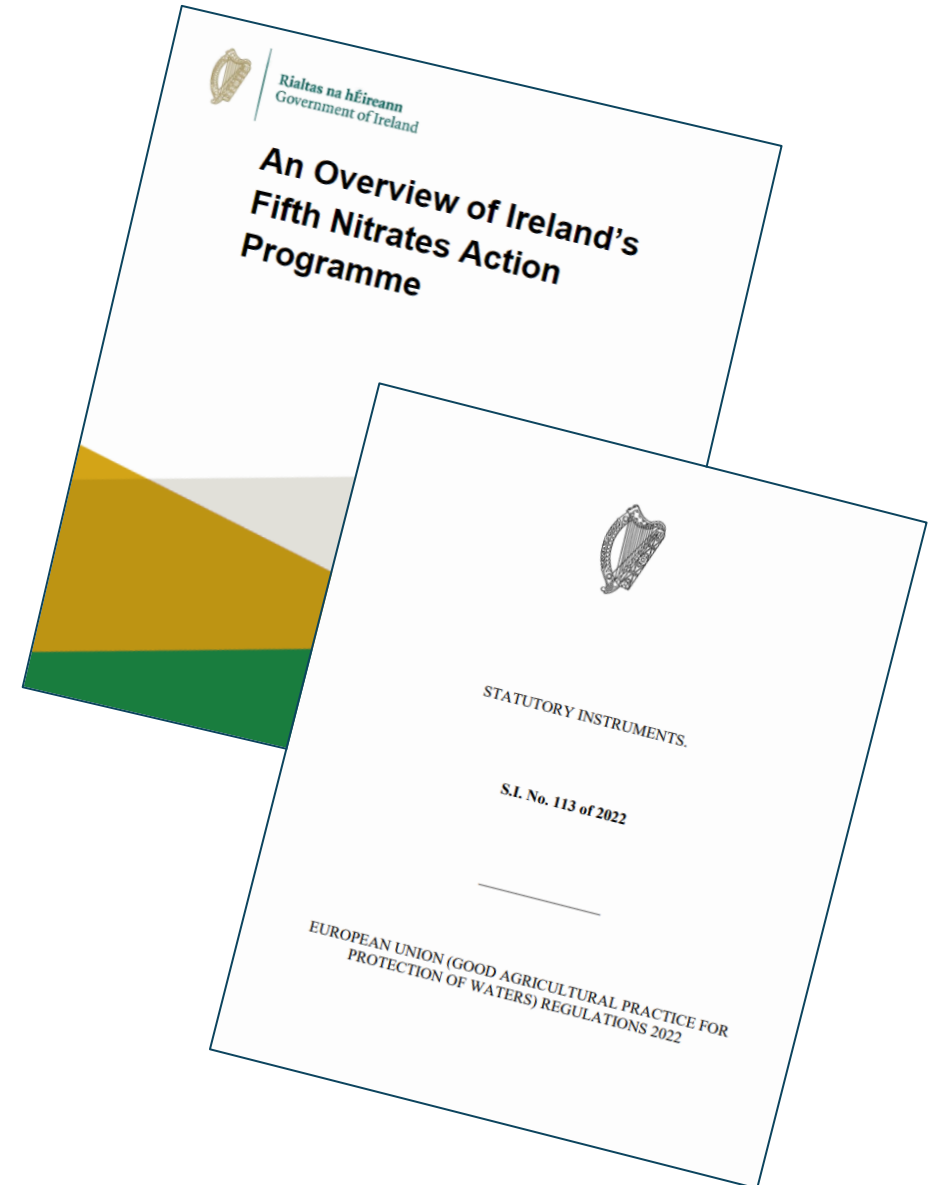 Rialtas na hÉireann
Government of Ireland
An Overview of Ireland's
Fifth Nitrates Action
Programme
STATUTORY INSTRUMENTS.
S.I. No. 113 of 2022
EUROPEAN UNION (GOOD AGRICULTURAL PRACTICE FOR
PROTECTION OF WATERS) REGULATIONS 2022